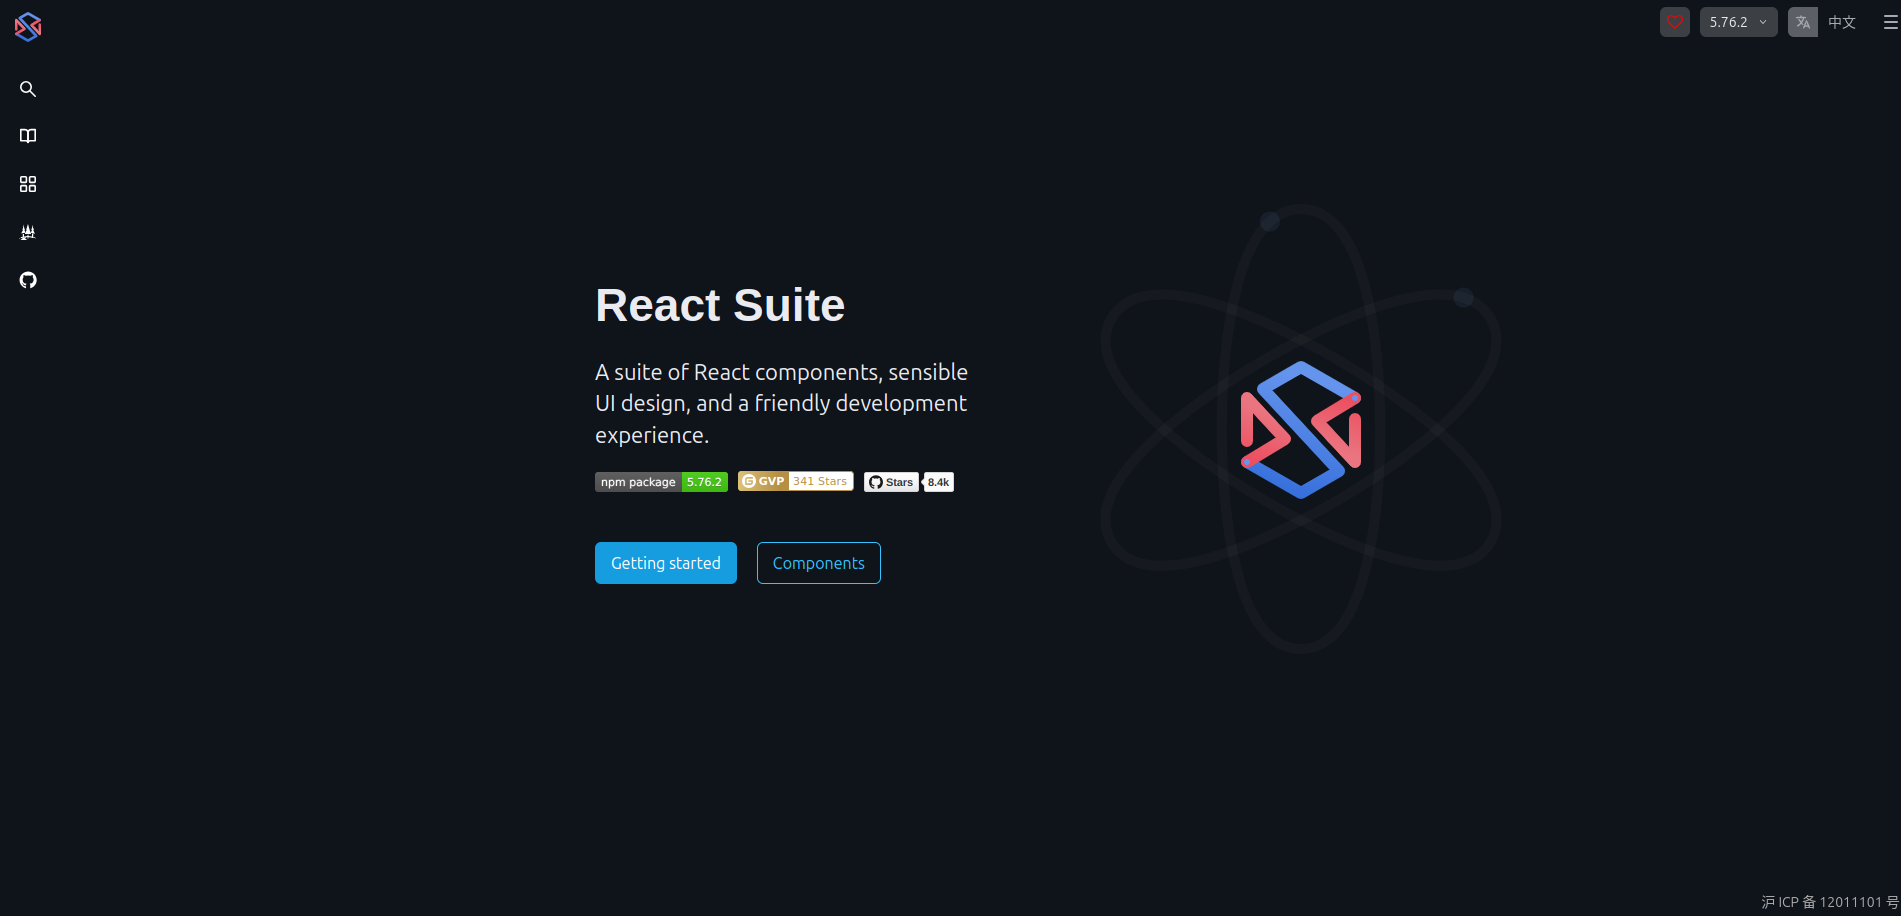 5.76.2
中文
React Suite
A suite of React components, sensible
UI design, and a friendly development
experience.
npm package 5.76.2
G GVP 341 Stars
Stars 8.4k
Getting started
Components
沪 ICP 备 12011101 号